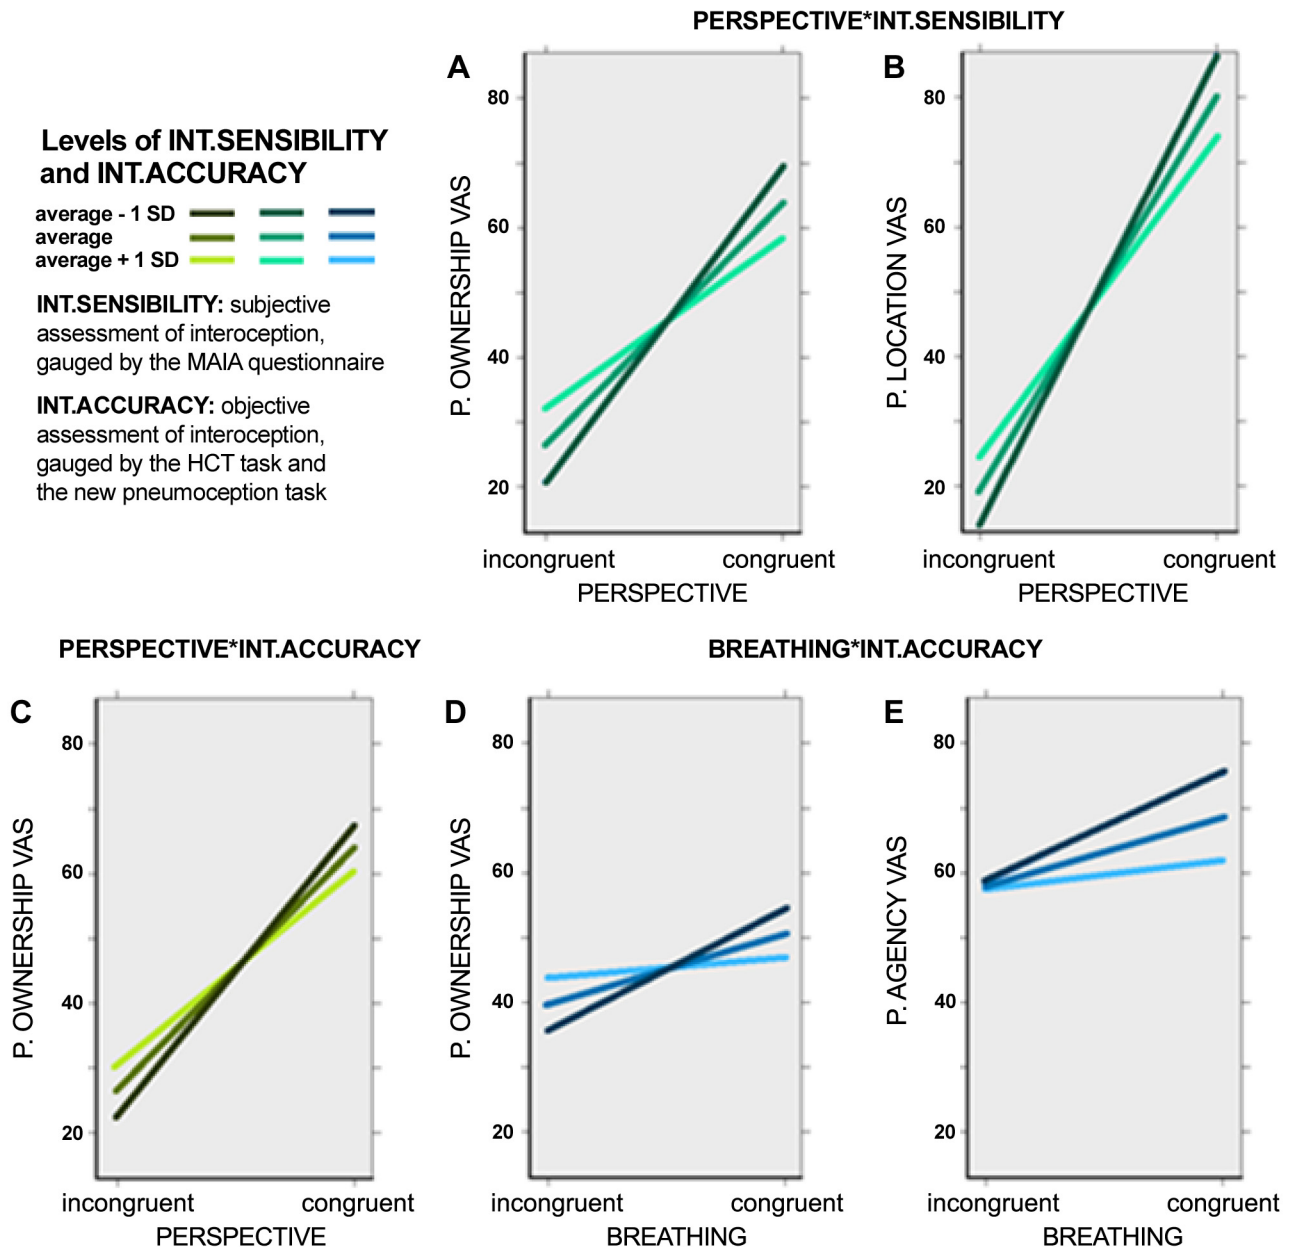 PERSPECTIVE*INT.SENSIBILITY
Levels of INT.SENSIBILITY
and INT.ACCURACY
average - 1 SD
average
average + 1 SD
INT.SENSIBILITY: subjective
assessment of interoception,
gauged by the MAIA questionnaire
INT.ACCURACY: objective
assessment of interoception,
gauged by the HCT task and
the new pneumoception task
A
P. OWNERSHIP VAS
80
60
40
20
incongruent congruent
PERSPECTIVE
B
P. LOCATION VAS
80
60
40
20
incongruent congruent
PERSPECTIVE
PERSPECTIVE*INT.ACCURACY
C
P. OWNERSHIP VAS
80
60
40
20
incongruent congruent
PERSPECTIVE
BREATHING*INT.ACCURACY
D
P. OWNERSHIP VAS
80
60
40
20
incongruent congruent
BREATHING
E
P. AGENCY VAS
80
60
40
20
incongruent congruent
BREATHING